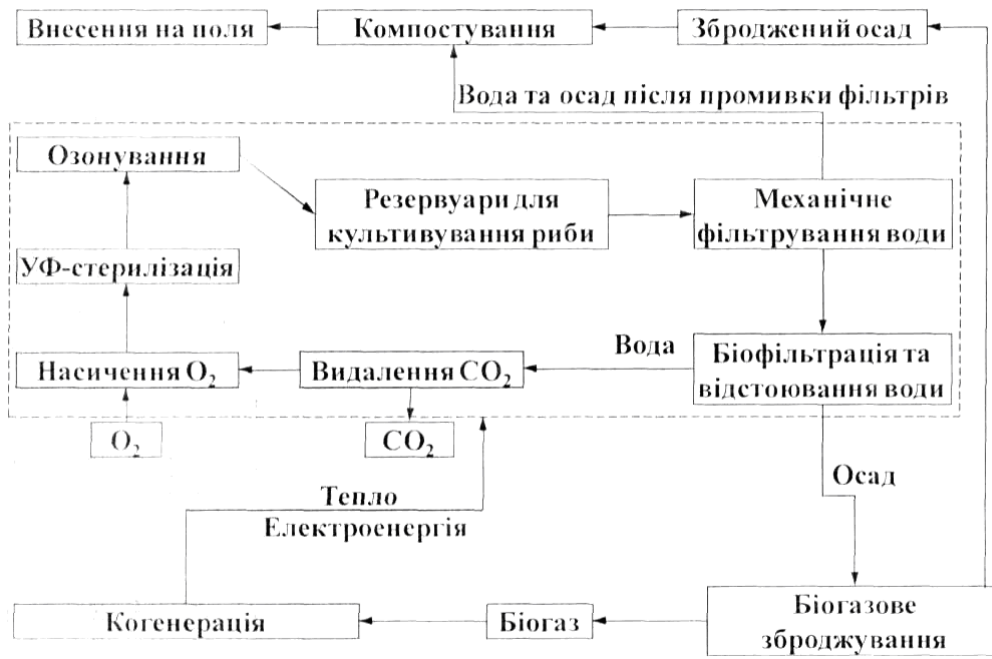 Внесення на поля
Компостування
Зброджений осад
Вода та осад після промивки фільтрів
Озонування
Резервуари для
культивування риби
Механічне
фільтрування води
УФ-стерилізація
Вода
Насичення O₂
Видалення CO₂
Біофільтрація та
відстоювання води
O₂
CO₂
Осад
Тепло
Електроенергія
Когенерація
Біогаз
Біогазове
зброджування